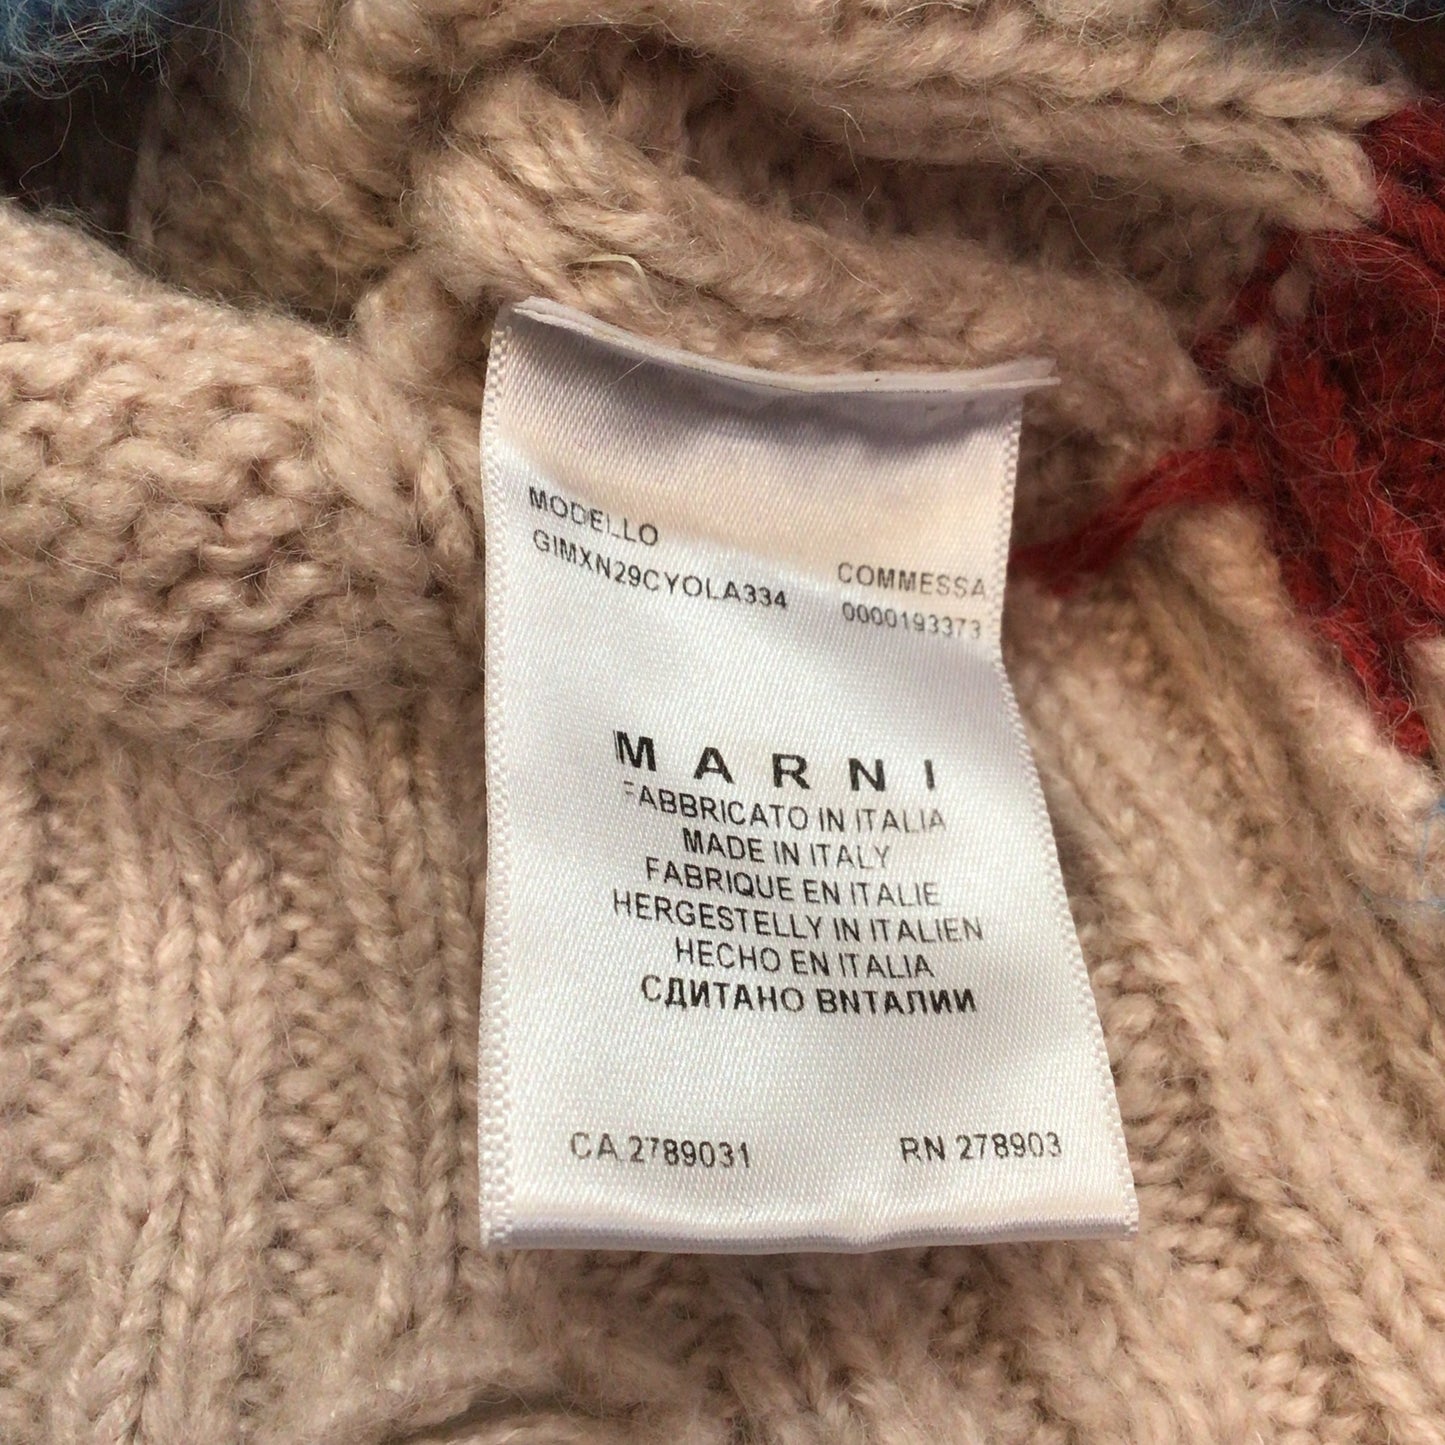 MODELLO
GIMXN29CYOLA334
COMMESSA
0000193373
MARNI
FABBRICATO IN ITALIA
MADE IN ITALY
FABRIQUE EN ITALIE
HERGESTELLY IN ITALIEN
HECHO EN ITALIA
СДИТАНО ВNТАЛИИ
CA 2789031
RN 278903